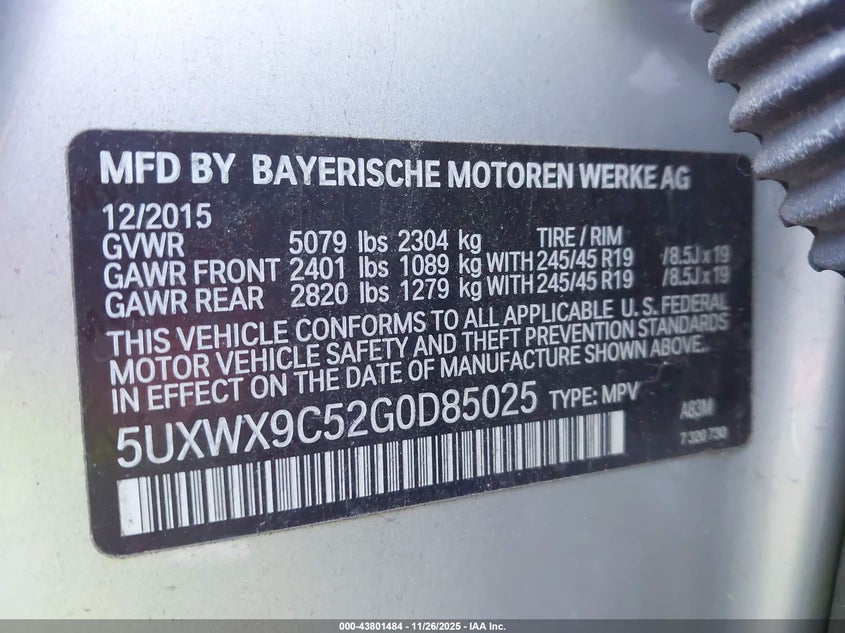 MFD BY BAYERISCHE MOTOREN WERKE AG
12/2015
GVWR 5079 lbs 2304 kg TIRE / RIM
GAWR FRONT 2401 lbs 1089 kg WITH 245/45 R19 /8.5J x 19
GAWR REAR 2820 lbs 1279 kg WITH 245/45 R19 /8.5J x 19
THIS VEHICLE CONFORMS TO ALL APPLICABLE U.S. FEDERAL
MOTOR VEHICLE SAFETY AND THEFT PREVENTION STANDARDS
IN EFFECT ON THE DATE OF MANUFACTURE SHOWN ABOVE.
5UXWX9C52G0D85025 TYPE: MPV A83M
7 320 730
000-43801484 - 11/26/2025 - IAA Inc.